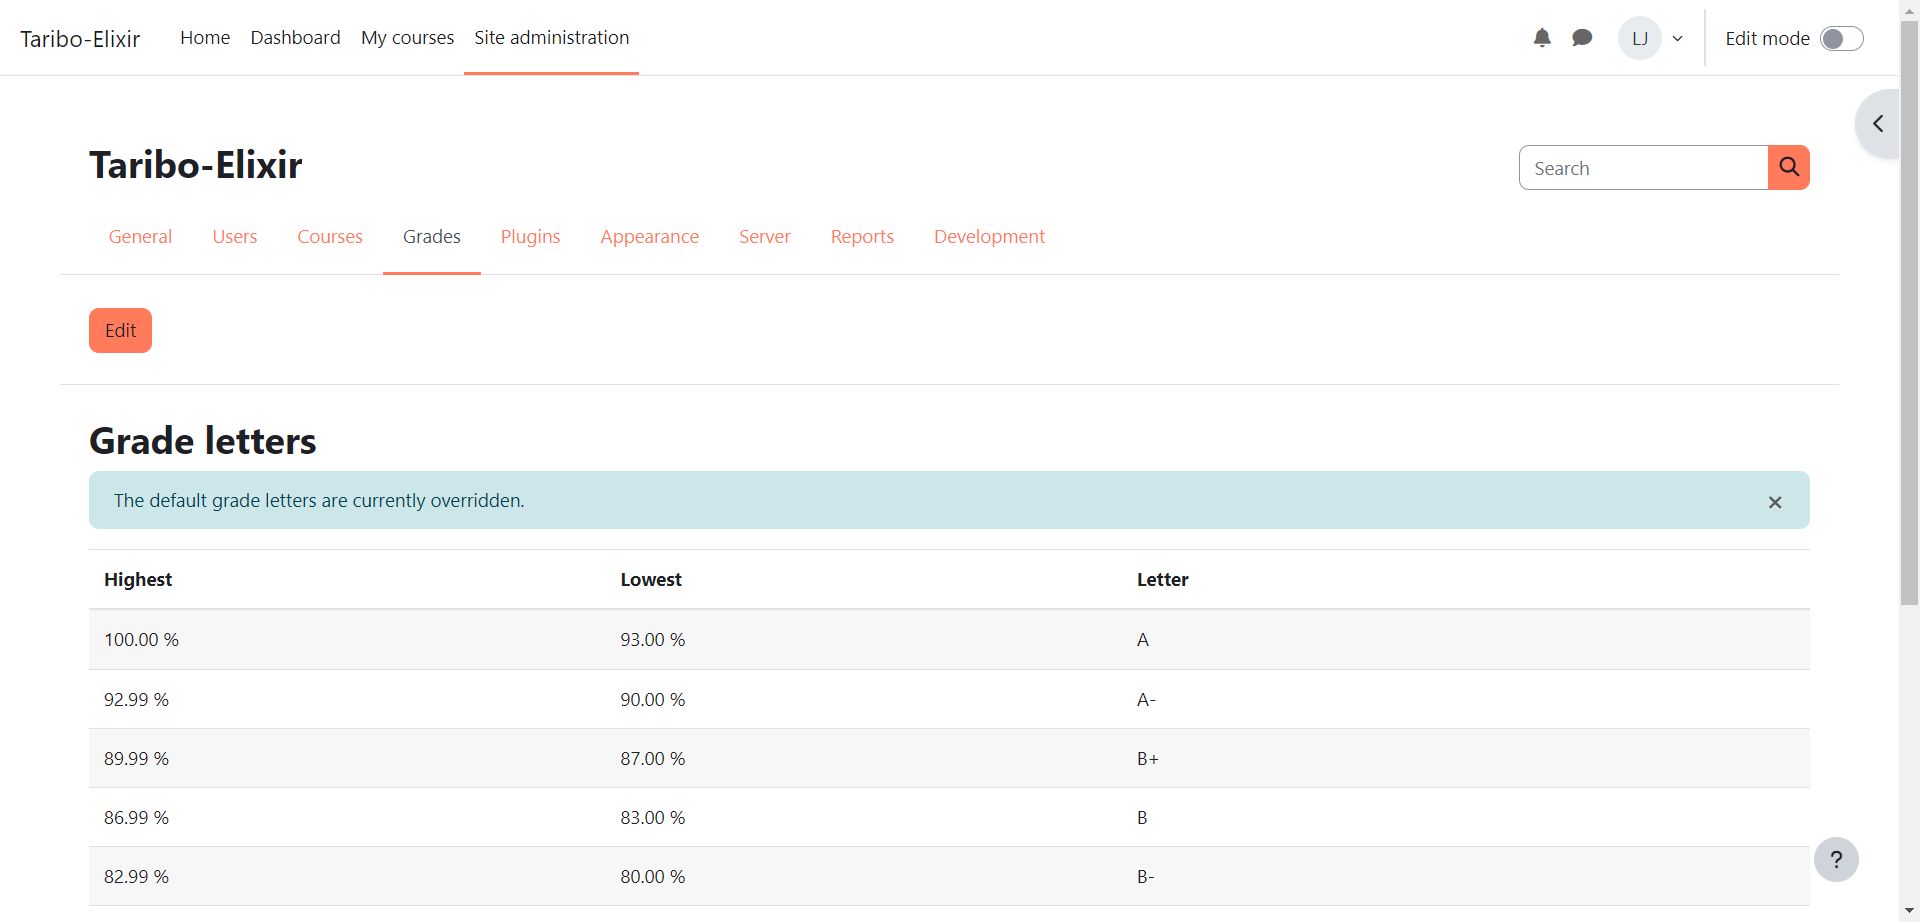 Taribo-Elixir Home Dashboard My courses Site administration LJ Edit mode
Taribo-Elixir
Search
General Users Courses Grades Plugins Appearance Server Reports Development
Edit
Grade letters
The default grade letters are currently overridden. ×
Highest Lowest Letter
100.00 % 93.00 % A
92.99 % 90.00 % A-
89.99 % 87.00 % B+
86.99 % 83.00 % B
82.99 % 80.00 % B-
?